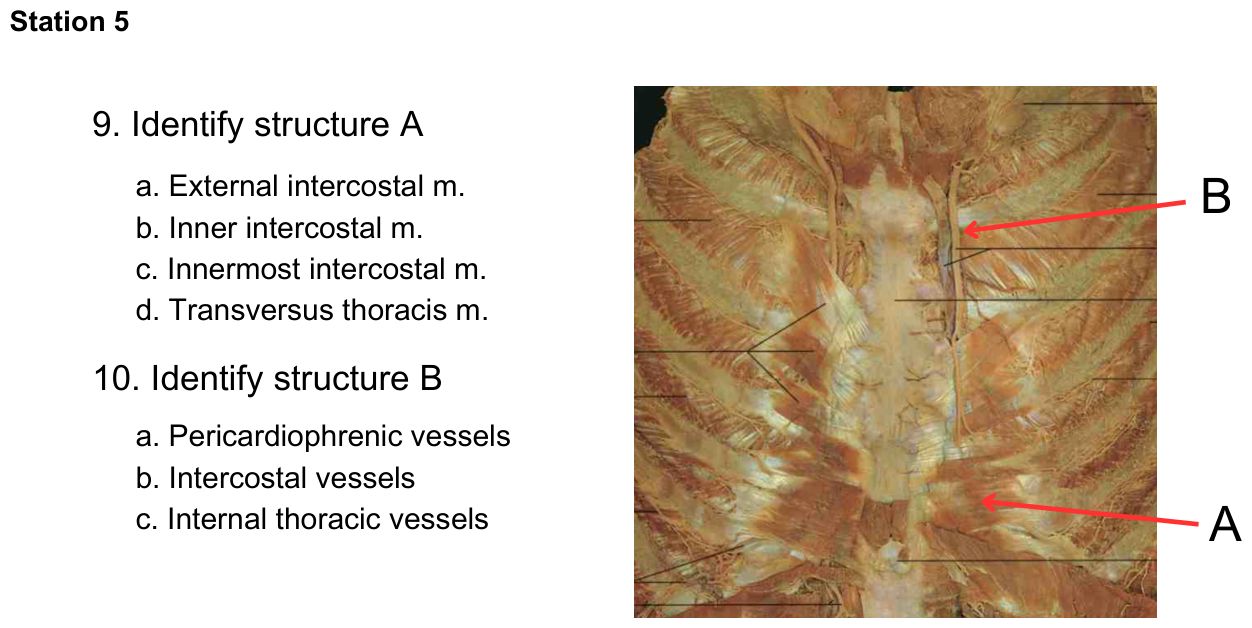 Station 5
9. Identify structure A
a. External intercostal m.
b. Inner intercostal m.
c. Innermost intercostal m.
d. Transversus thoracis m.
10. Identify structure B
a. Pericardiophrenic vessels
b. Intercostal vessels
c. Internal thoracic vessels
B
A